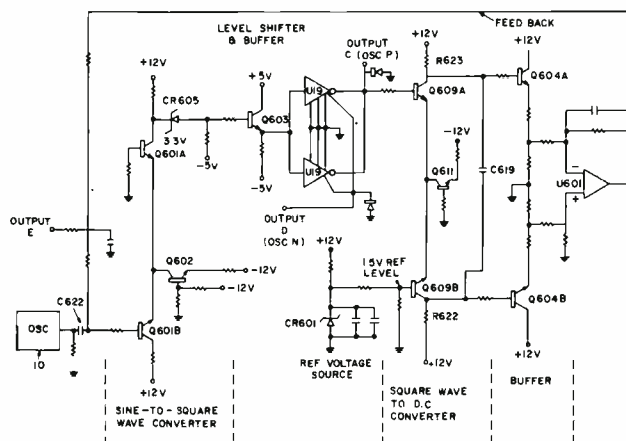 FEED BACK
LEVEL SHIFTER
& BUFFER
OUTPUT
C (OSC P)
+12V
+12V
+12V
R623
Q604A
+5V
U19
Q609A
CR605
Q603
3.3V
Q601A
-12V
-5V
-5V
U19
Q611
C619
U601
-
+
OUTPUT
E
OUTPUT
D
(OSC N)
+12V
1.5V REF
LEVEL
Q602
-12V
-12V
C622
OSC
10
Q601B
CR601
Q609B
R622
Q604B
+12V
REF VOLTAGE
SOURCE
+12V
+12V
SINE-TO-SQUARE
WAVE CONVERTER
SQUARE WAVE
TO D.C
CONVERTER
BUFFER